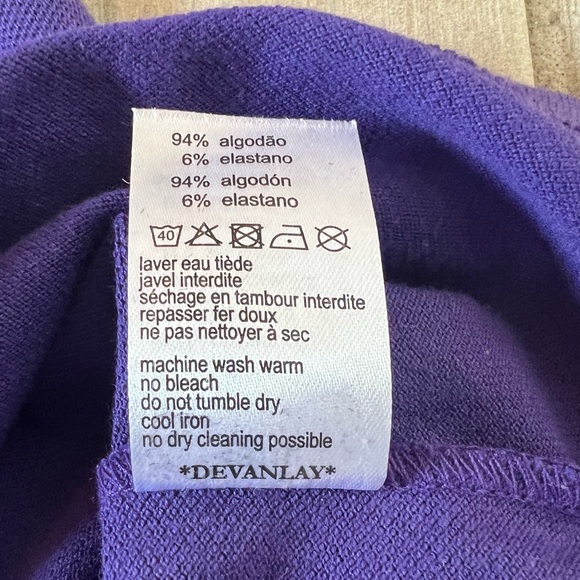 94% algodão
6% elastano
94% algodón
6% elastano
40
laver eau tiède
javel interdite
séchage en tambour interdite
repasser fer doux
ne pas nettoyer à sec
machine wash warm
no bleach
do not tumble dry
cool iron
no dry cleaning possible
*DEVANLAY*